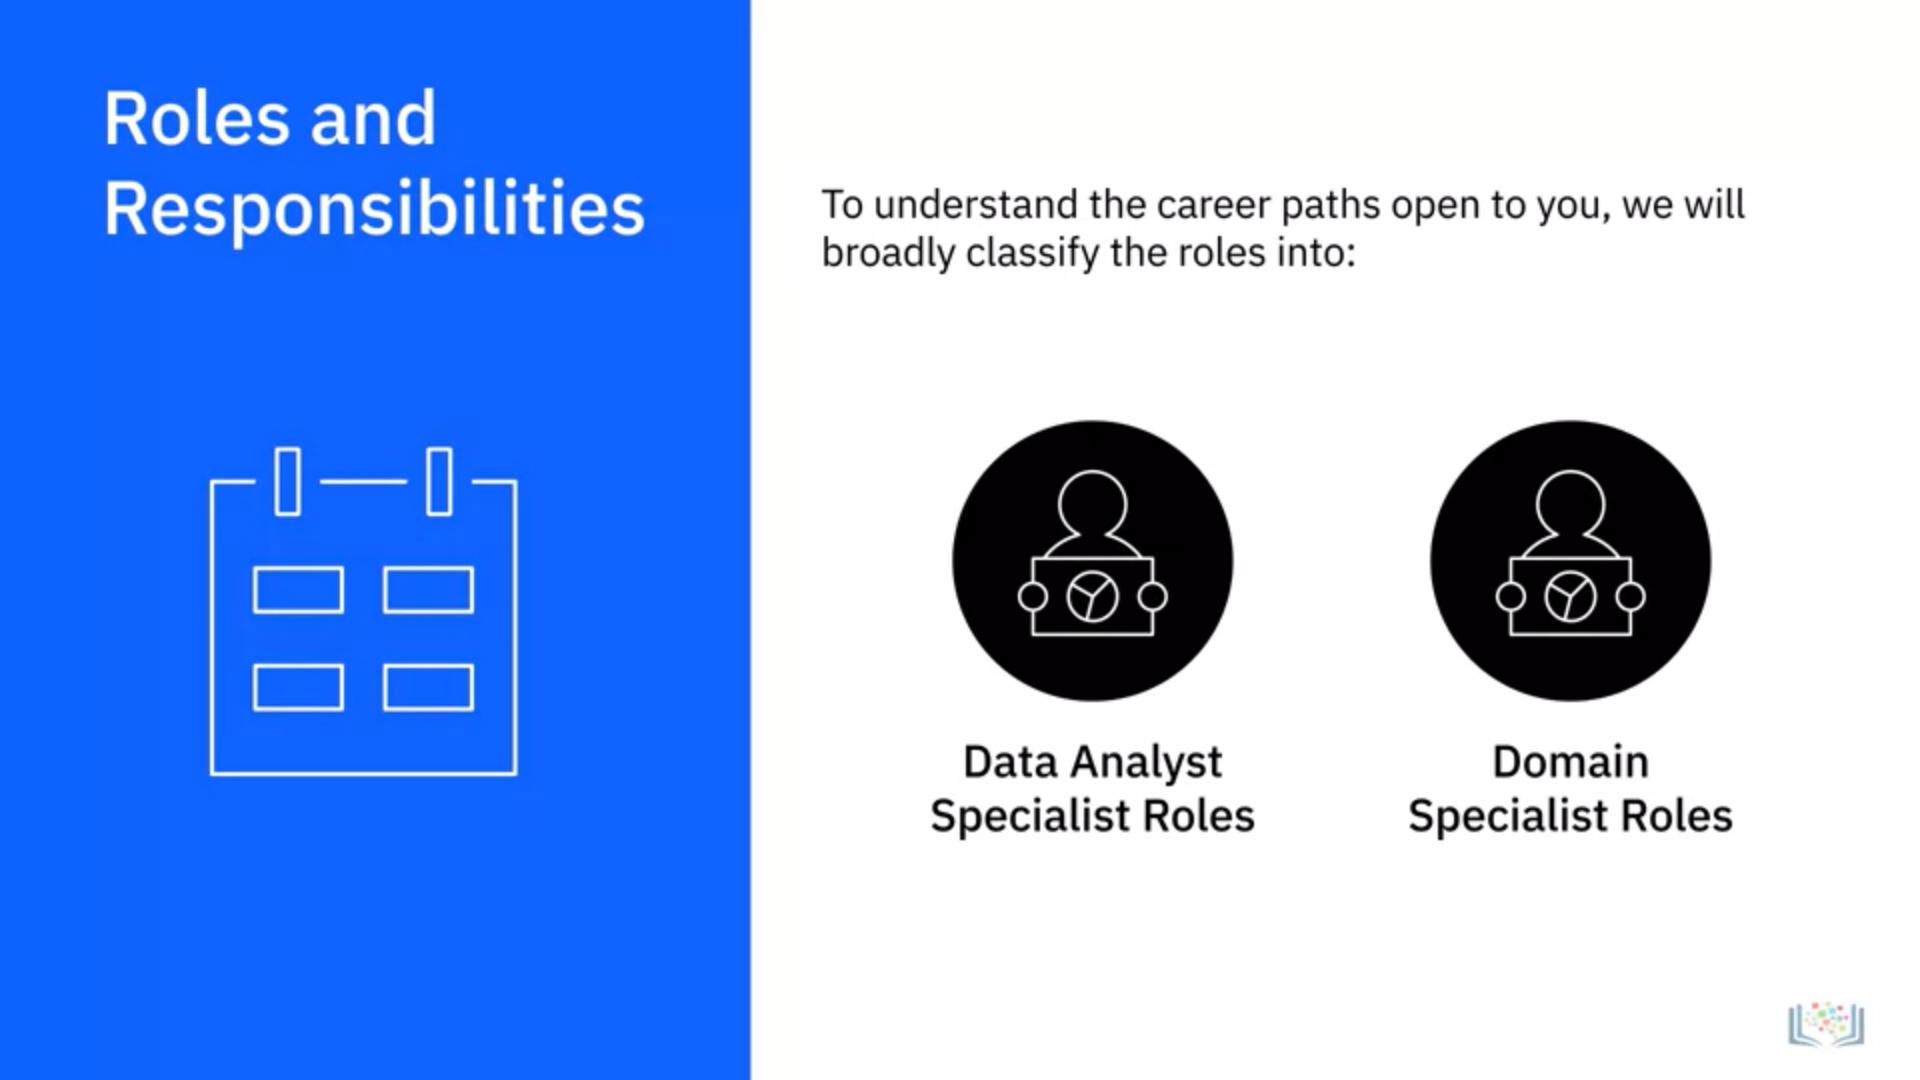 Roles and
Responsibilities
To understand the career paths open to you, we will
broadly classify the roles into:
Data Analyst
Specialist Roles
Domain
Specialist Roles